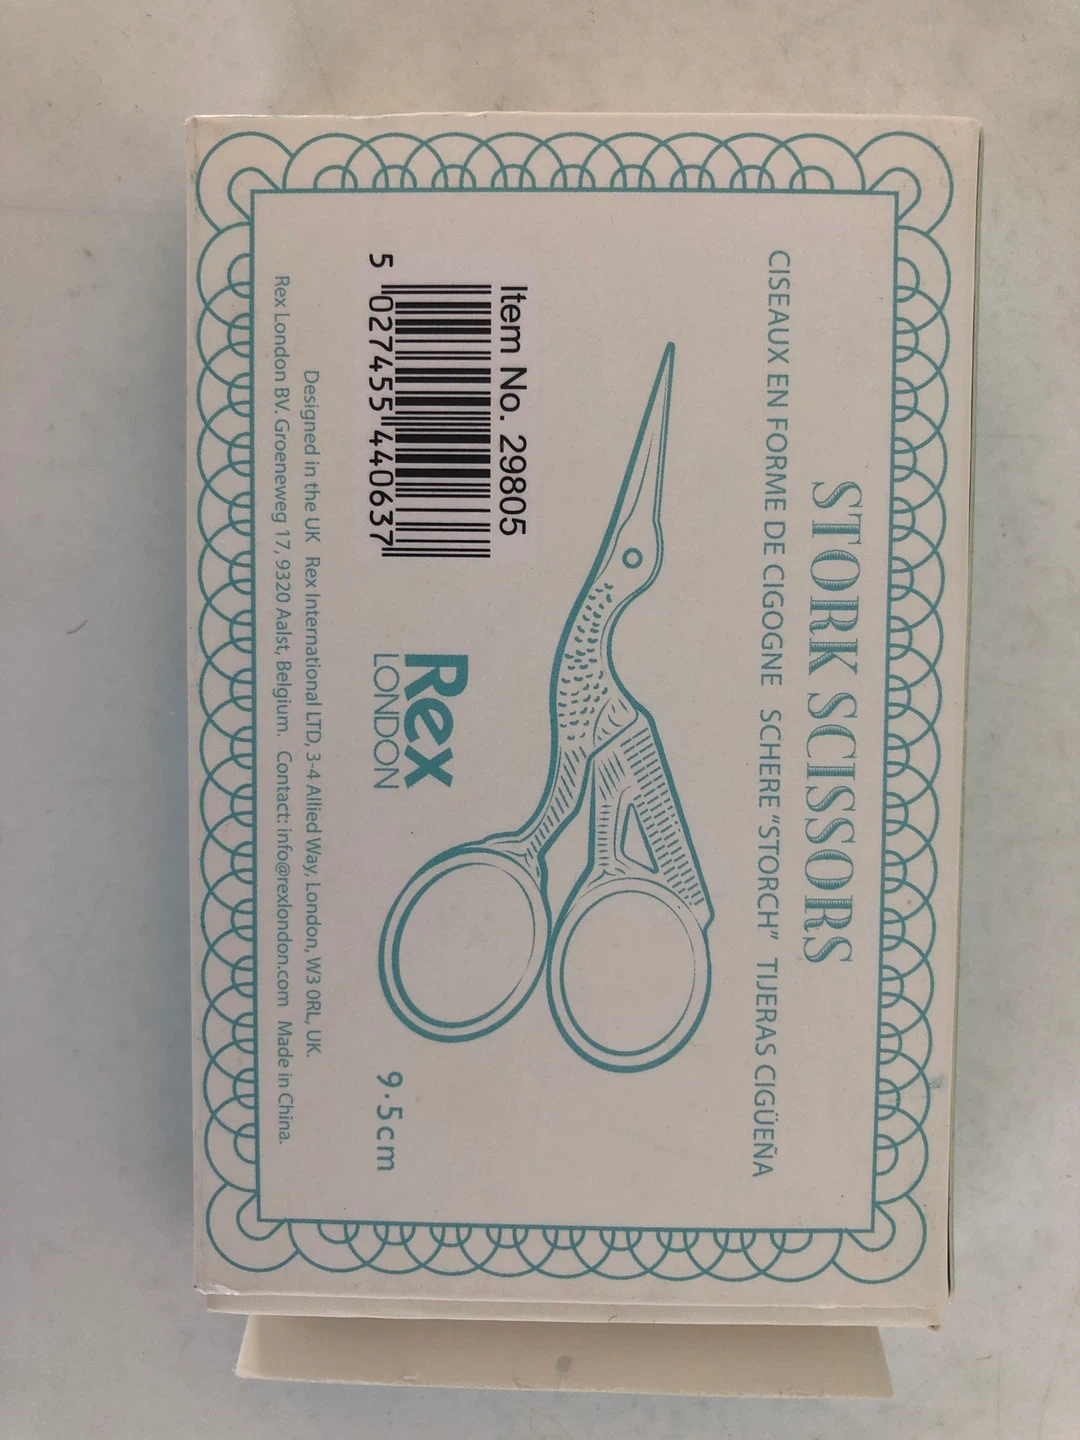 STORK SCISSORS
CISEAUX EN FORME DE CIGOGNE SCHERE "STORCH" TIJERAS CIGÜEÑA
Item No. 29805
5 027455 440637
Rex
LONDON
9.5cm
Designed in the UK Rex International LTD, 3-4 Allied Way, London, W3 0RL, UK.
Rex London BV. Groeneweg 17, 9320 Aalst, Belgium. Contact: info@rexlondon.com Made in China.